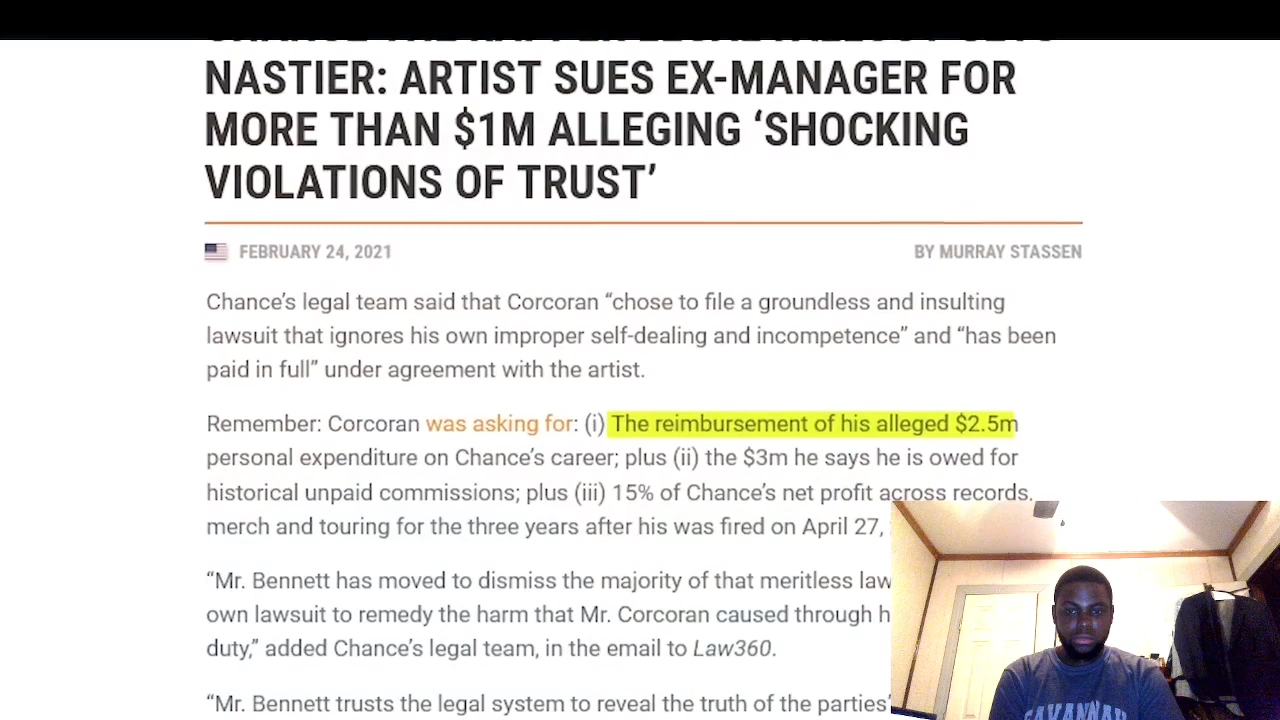 NASTIER: ARTIST SUES EX-MANAGER FOR
MORE THAN $1M ALLEGING ‘SHOCKING
VIOLATIONS OF TRUST’
FEBRUARY 24, 2021
BY MURRAY STASSEN
Chance’s legal team said that Corcoran “chose to file a groundless and insulting
lawsuit that ignores his own improper self-dealing and incompetence” and “has been
paid in full” under agreement with the artist.
Remember: Corcoran was asking for: (i) The reimbursement of his alleged $2.5m
personal expenditure on Chance’s career; plus (ii) the $3m he says he is owed for
historical unpaid commissions; plus (iii) 15% of Chance’s net profit across records,
merch and touring for the three years after his was fired on April 27,
“Mr. Bennett has moved to dismiss the majority of that meritless law
own lawsuit to remedy the harm that Mr. Corcoran caused through h
duty,” added Chance’s legal team, in the email to Law360.
“Mr. Bennett trusts the legal system to reveal the truth of the parties’
SAVANNAH